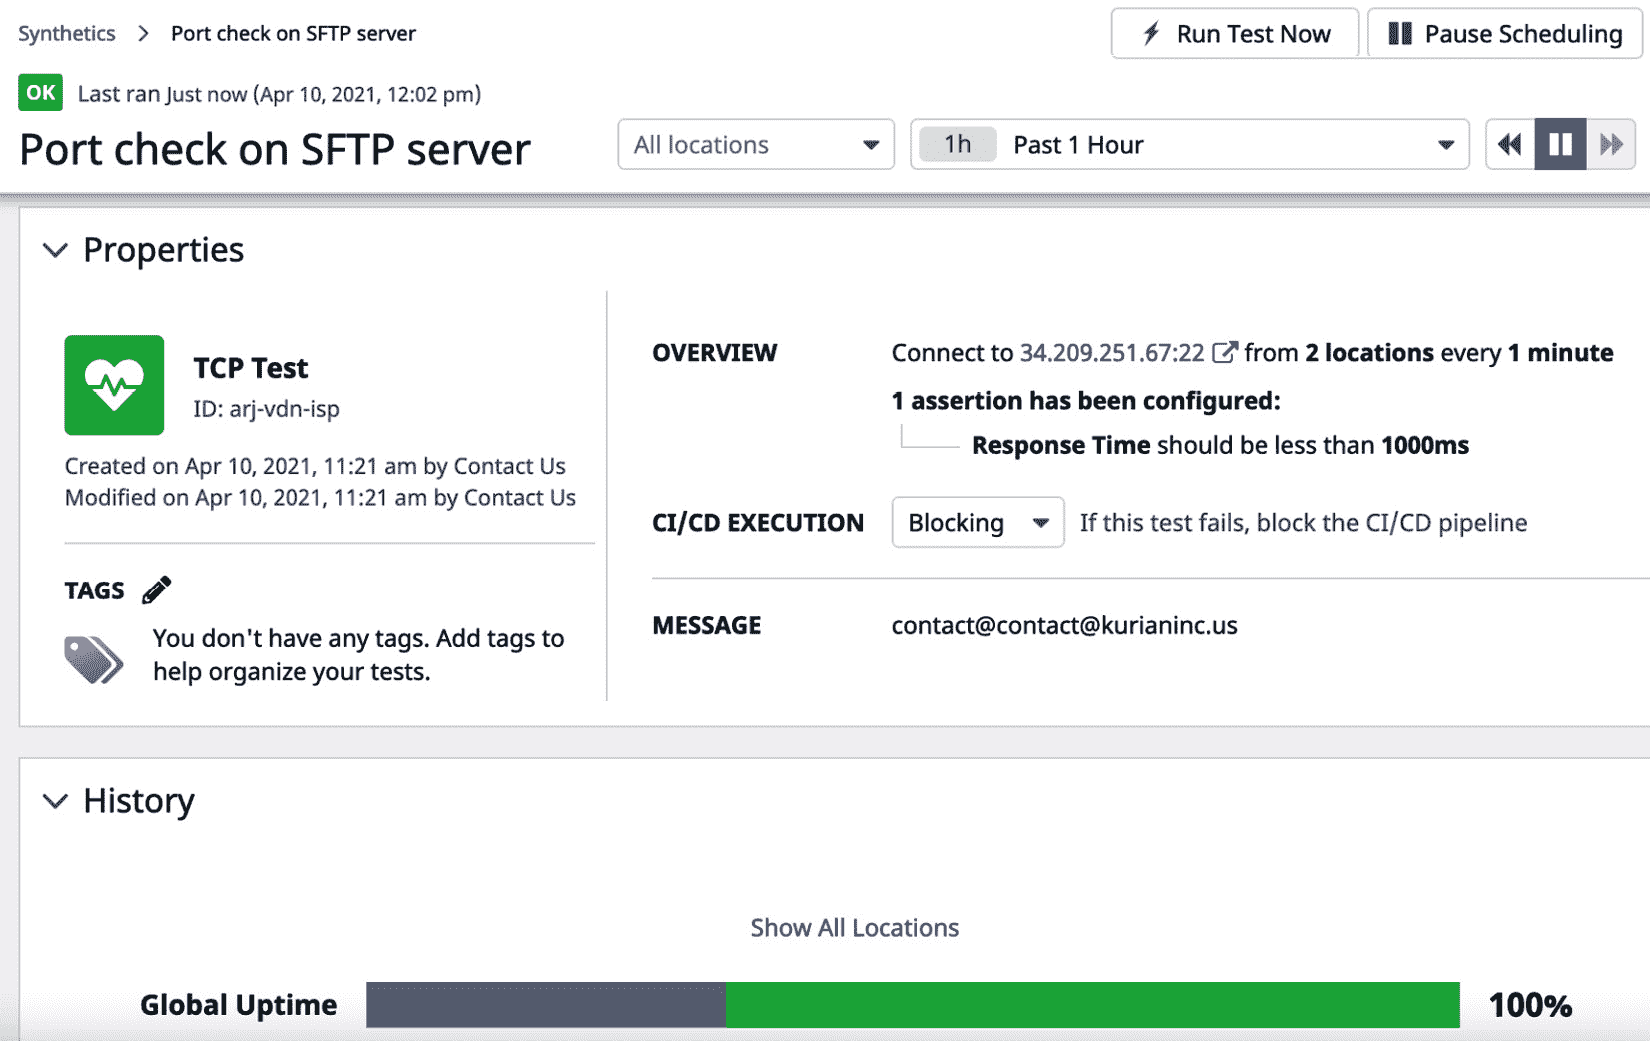 Synthetics > Port check on SFTP server
Run Test Now
Pause Scheduling
OK Last ran Just now (Apr 10, 2021, 12:02 pm)
Port check on SFTP server
All locations
1h Past 1 Hour
Properties
TCP Test
ID: arj-vdn-isp
Created on Apr 10, 2021, 11:21 am by Contact Us
Modified on Apr 10, 2021, 11:21 am by Contact Us
TAGS
You don't have any tags. Add tags to
help organize your tests.
OVERVIEW
Connect to 34.209.251.67:22 from 2 locations every 1 minute
1 assertion has been configured:
Response Time should be less than 1000ms
CI/CD EXECUTION
Blocking
If this test fails, block the CI/CD pipeline
MESSAGE
contact@contact@kurianinc.us
History
Show All Locations
Global Uptime
100%